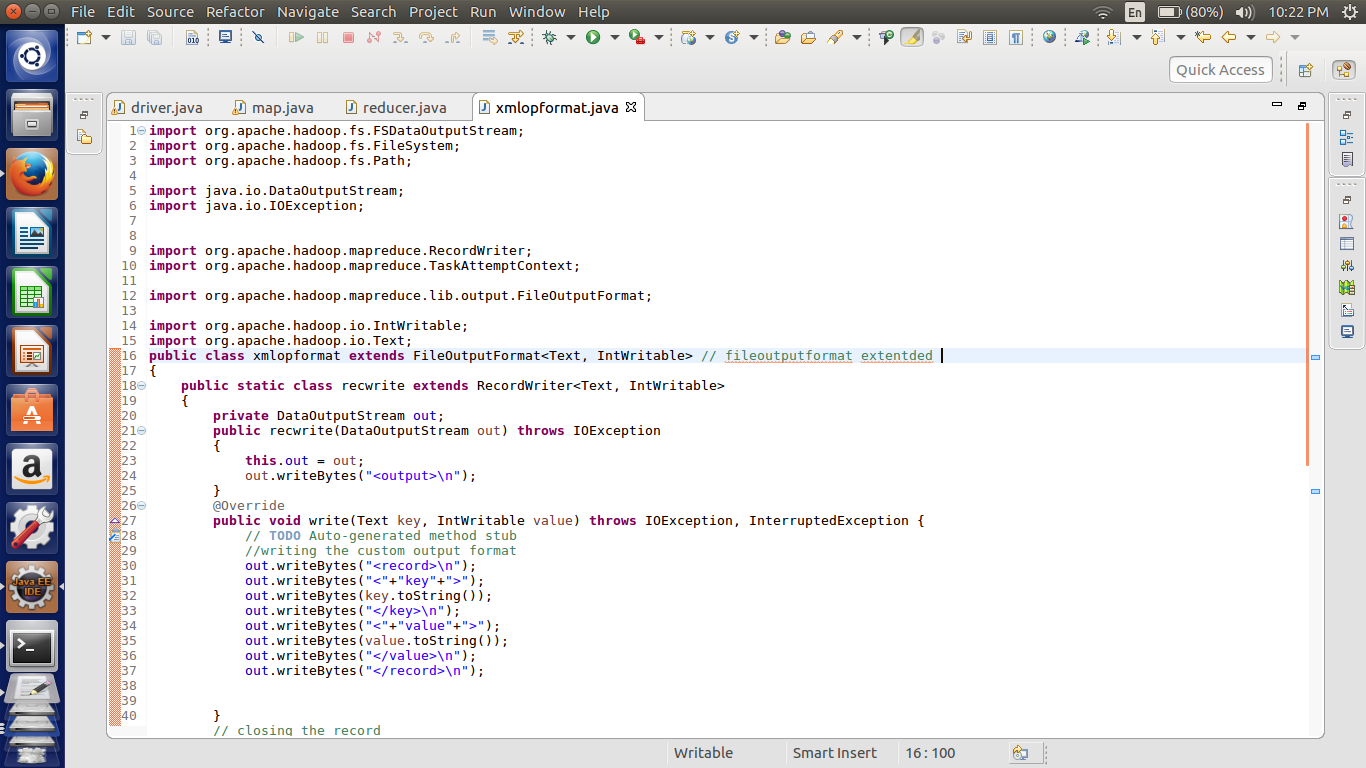 File Edit Source Refactor Navigate Search Project Run Window Help En (80%) 10:22 PM
Quick Access
driver.java map.java reducer.java xmlopformat.java
1 import org.apache.hadoop.fs.FSDataOutputStream;
2 import org.apache.hadoop.fs.FileSystem;
3 import org.apache.hadoop.fs.Path;
4
5 import java.io.DataOutputStream;
6 import java.io.IOException;
7
8
9 import org.apache.hadoop.mapreduce.RecordWriter;
10 import org.apache.hadoop.mapreduce.TaskAttemptContext;
11
12 import org.apache.hadoop.mapreduce.lib.output.FileOutputFormat;
13
14 import org.apache.hadoop.io.IntWritable;
15 import org.apache.hadoop.io.Text;
16 public class xmlopformat extends FileOutputFormat<Text, IntWritable> // fileoutputformat extentded
17 {
18 public static class recwrite extends RecordWriter<Text, IntWritable>
19 {
20 private DataOutputStream out;
21 public recwrite(DataOutputStream out) throws IOException
22 {
23 this.out = out;
24 out.writeBytes("<output>\n");
25 }
26 @Override
27 public void write(Text key, IntWritable value) throws IOException, InterruptedException {
28 // TODO Auto-generated method stub
29 //writing the custom output format
30 out.writeBytes("<record>\n");
31 out.writeBytes("<"+"key"+">");
32 out.writeBytes(key.toString());
33 out.writeBytes("</key>\n");
34 out.writeBytes("<"+"value"+">");
35 out.writeBytes(value.toString());
36 out.writeBytes("</value>\n");
37 out.writeBytes("</record>\n");
38
39
40 }
// closing the record
Java EE
IDE
Writable Smart Insert 16 : 100